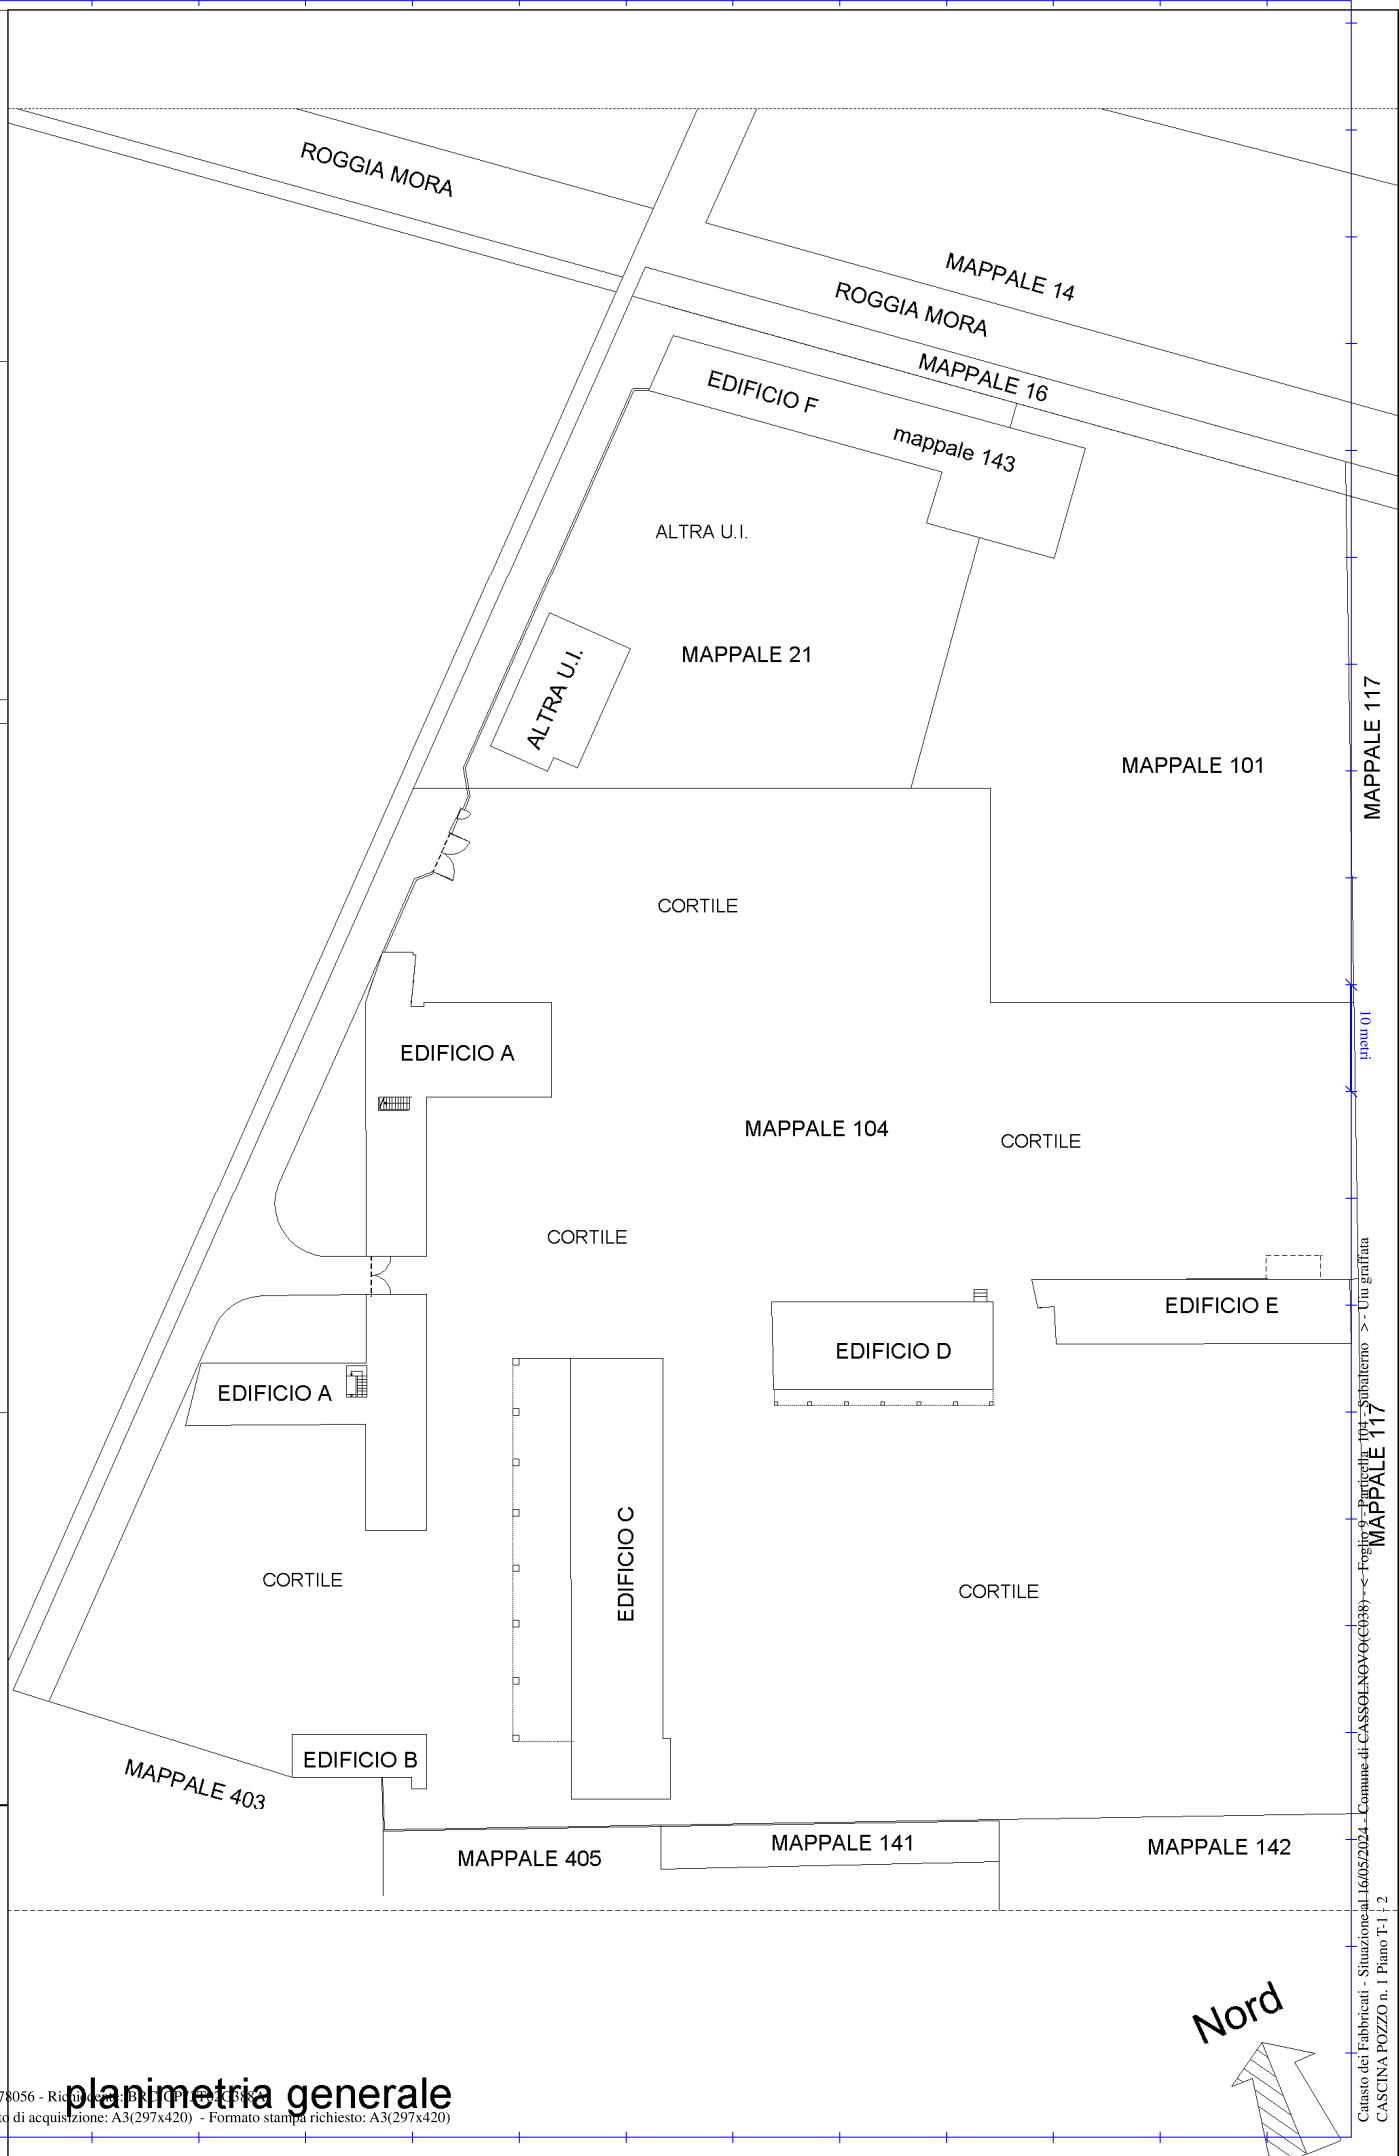 ROGGIA MORA
MAPPALE 14
ROGGIA MORA
MAPPALE 16
EDIFICIO F
mappale 143
ALTRA U.I.
ALTRA U.I.
MAPPALE 21
MAPPALE 101
MAPPALE 117
CORTILE
10 metri
EDIFICIO A
MAPPALE 104
CORTILE
CORTILE
EDIFICIO E
EDIFICIO D
EDIFICIO A
MAPPALE 117
EDIFICIO C
CORTILE
CORTILE
EDIFICIO B
MAPPALE 403
MAPPALE 405
MAPPALE 141
MAPPALE 142
Nord
planimetria generale
78056 - Richiedente:
to di acquisizione: A3(297x420) - Formato stampa richiesto: A3(297x420)
Catasto dei Fabbricati - Situazione al 16/05/2024 - Comune di CASSOLNOVO(C038) - < Foglio 9 - Particella 104 - Subalterno > - Uiu graffata
CASCINA POZZO n. 1 Piano T-1 - 2